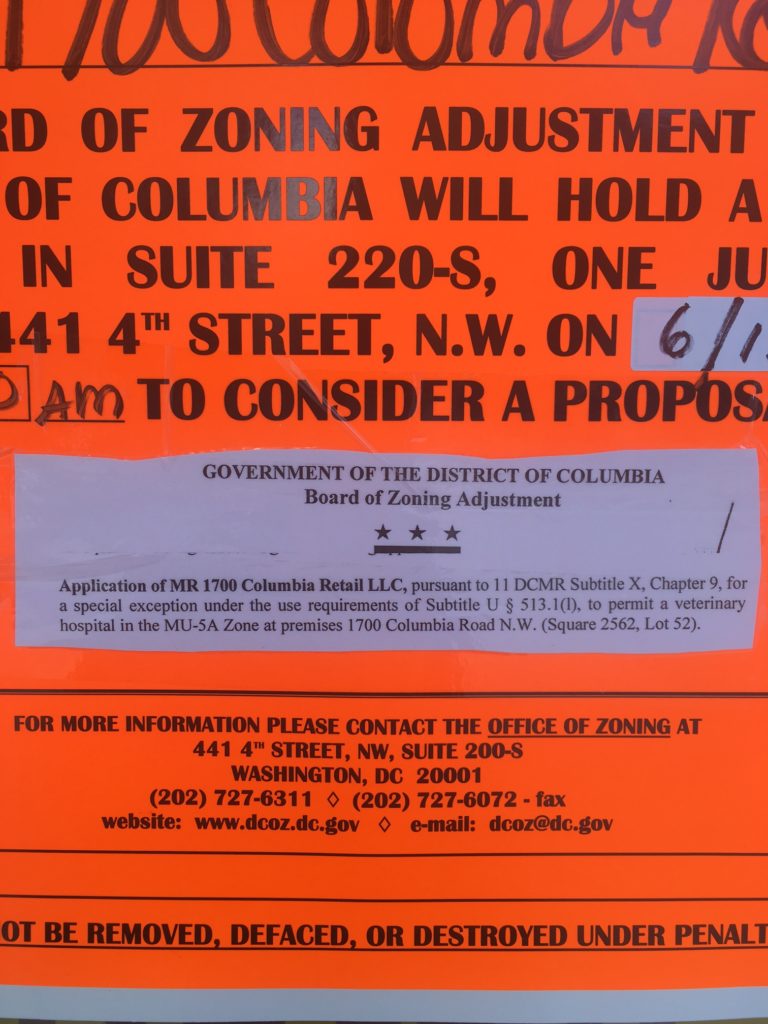 1700 Columbia
RD OF ZONING ADJUSTMENT
OF COLUMBIA WILL HOLD A
IN SUITE 220-S, ONE JU
441 4TH STREET, N.W. ON 6/1
0 AM TO CONSIDER A PROPOSA
GOVERNMENT OF THE DISTRICT OF COLUMBIA
Board of Zoning Adjustment
★ ★ ★
Application of MR 1700 Columbia Retail LLC, pursuant to 11 DCMR Subtitle X, Chapter 9, for
a special exception under the use requirements of Subtitle U § 513.1(l), to permit a veterinary
hospital in the MU-5A Zone at premises 1700 Columbia Road N.W. (Square 2562, Lot 52).
FOR MORE INFORMATION PLEASE CONTACT THE OFFICE OF ZONING AT
441 4TH STREET, NW, SUITE 200-S
WASHINGTON, DC 20001
(202) 727-6311 ◊ (202) 727-6072 - fax
website: www.dcoz.dc.gov ◊ e-mail: dcoz@dc.gov
OT BE REMOVED, DEFACED, OR DESTROYED UNDER PENALT